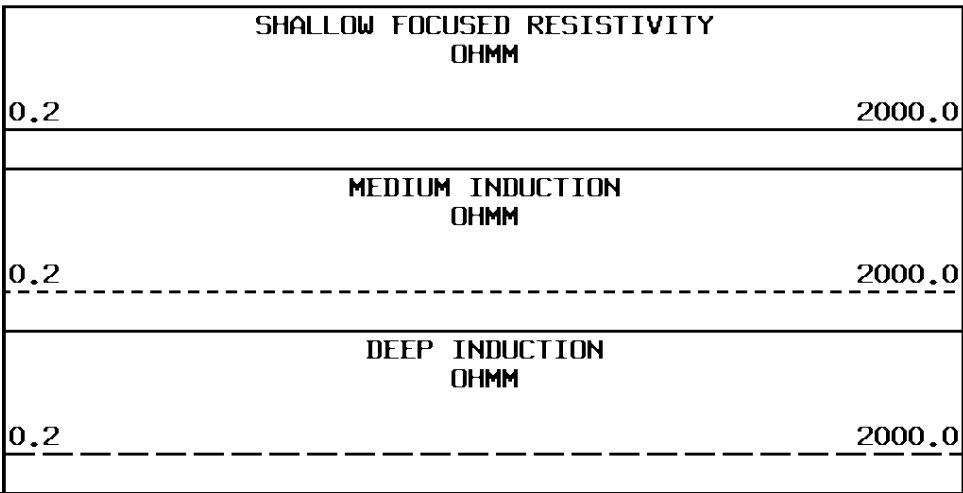 SHALLOW FOCUSED RESISTIVITY
OHMM
0.2 2000.0
MEDIUM INDUCTION
OHMM
0.2 2000.0
DEEP INDUCTION
OHMM
0.2 2000.0